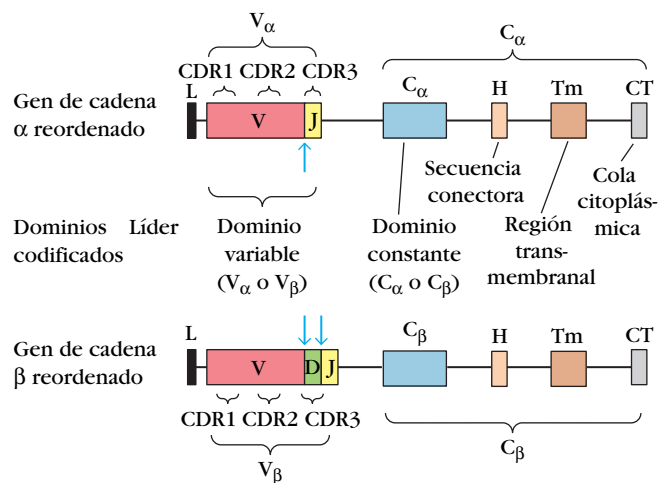 Vα
Cα
CDR1 CDR2 CDR3
L
Cα
H
Tm
CT
Gen de cadena
α reordenado
V
J
Secuencia
conectora
Cola
citoplás-
mica
Dominios Líder
codificados
Dominio
variable
(Vα o Vβ)
Dominio
constante
(Cα o Cβ)
Región
trans-
membranal
Gen de cadena
β reordenado
L
V
D
J
Cβ
H
Tm
CT
CDR1 CDR2 CDR3
Vβ
Cβ